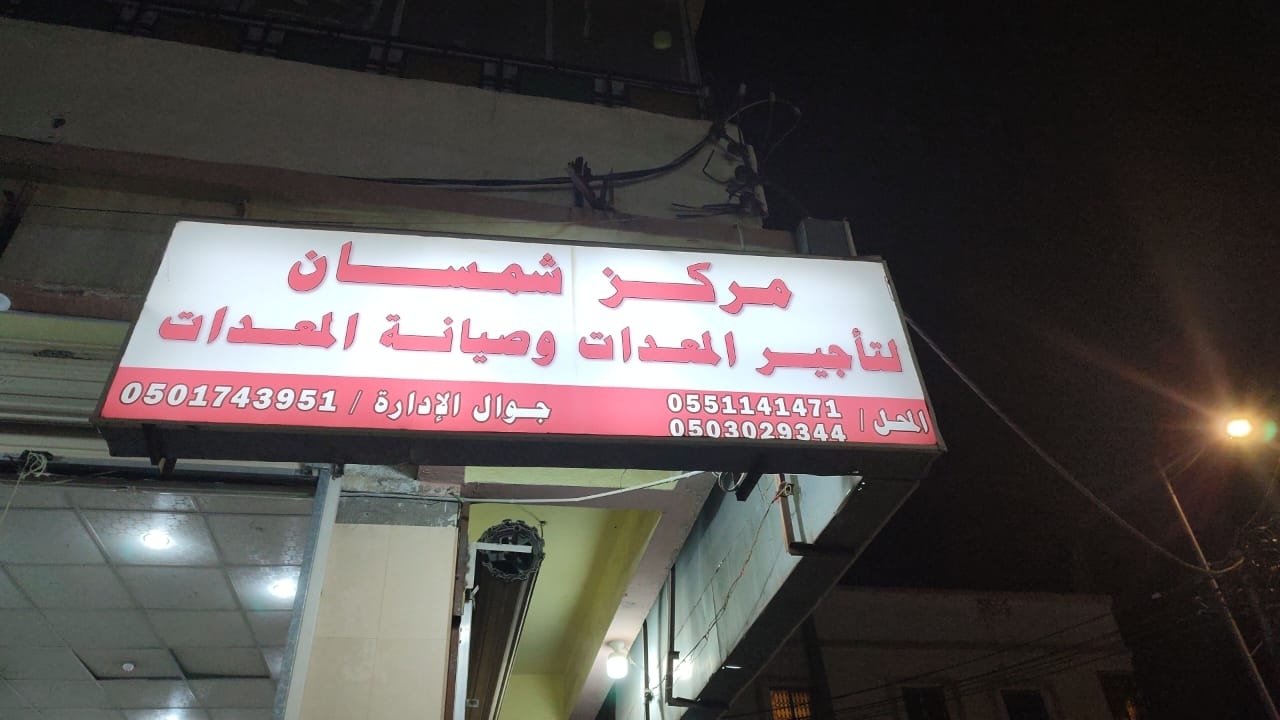 مركز شمسان
لتأجير المعدات وصيانة المعدات
المحل / 0551141471
0503029344
جوال الإدارة / 0501743951